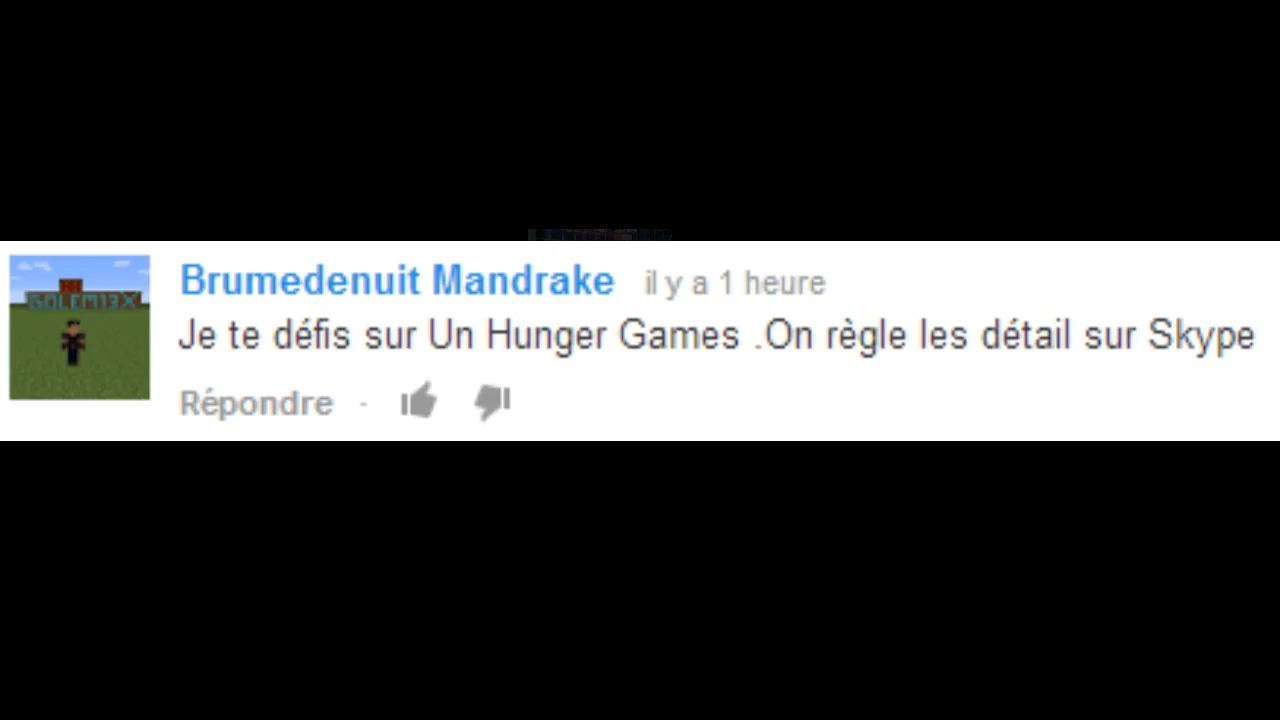 GOLEM13X
Brumedenuit Mandrake il y a 1 heure
Je te défis sur Un Hunger Games .On règle les détail sur Skype
Répondre ·